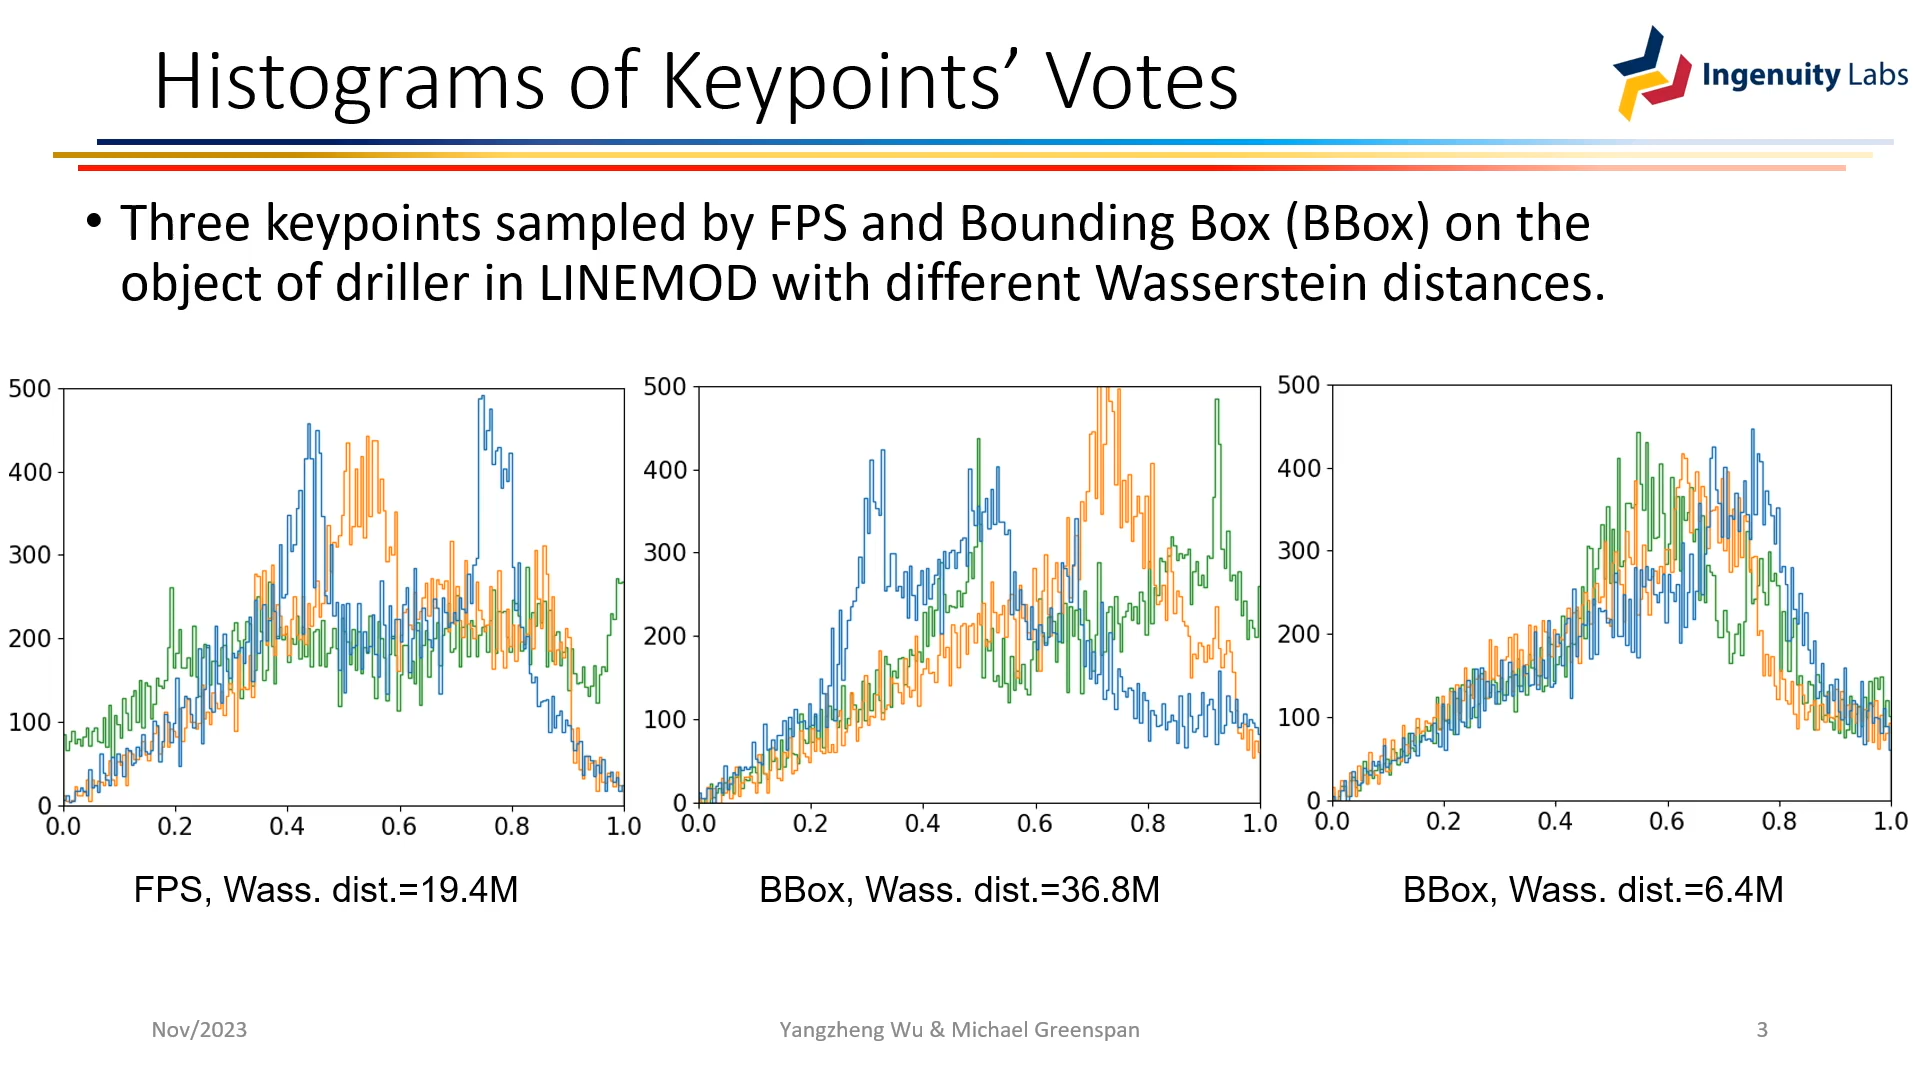 Histograms of Keypoints’ Votes
Ingenuity Labs
• Three keypoints sampled by FPS and Bounding Box (BBox) on the
object of driller in LINEMOD with different Wasserstein distances.
500
400
300
200
100
0
0.0 0.2 0.4 0.6 0.8 1.0
500
400
300
200
100
0
0.0 0.2 0.4 0.6 0.8 1.0
500
400
300
200
100
0
0.0 0.2 0.4 0.6 0.8 1.0
FPS, Wass. dist.=19.4M
BBox, Wass. dist.=36.8M
BBox, Wass. dist.=6.4M
Nov/2023
Yangzheng Wu & Michael Greenspan
3